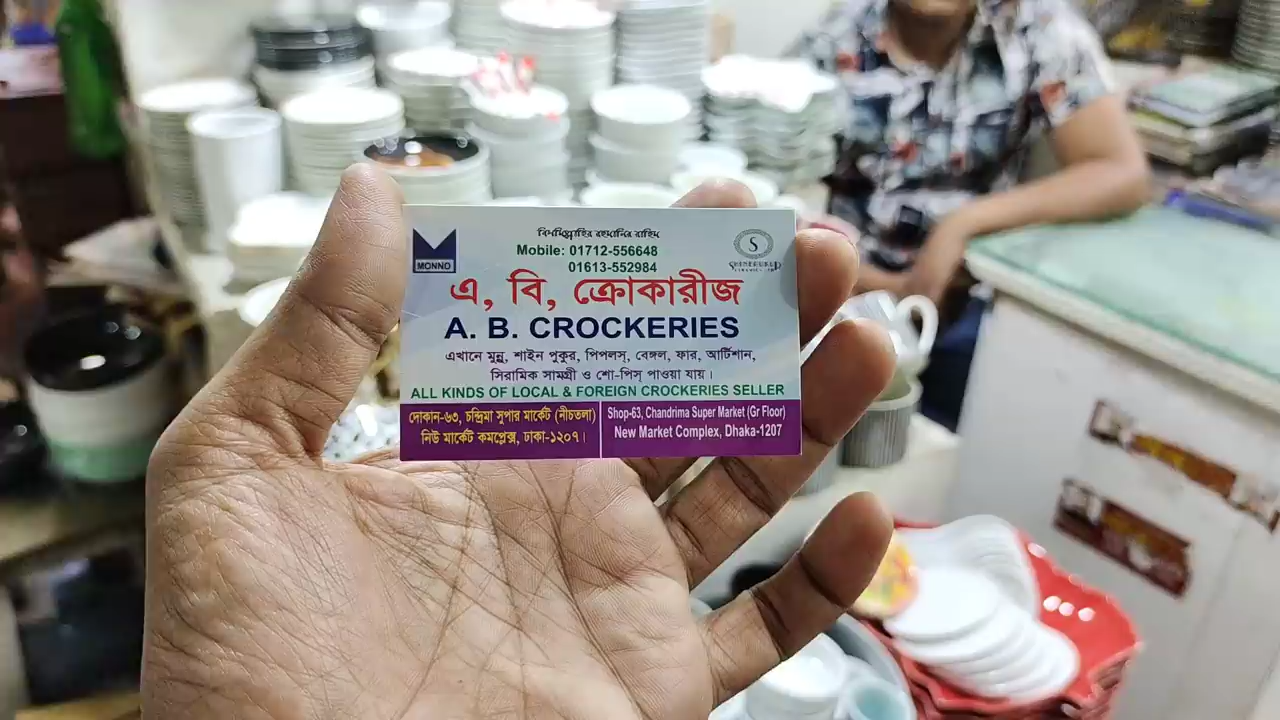 বিসমিল্লাহির রহমানির রাহিম
MONNO
Mobile: 01712-556648
01613-552984
S
এ, বি, ক্রোকারীজ
A. B. CROCKERIES
এখানে মুন্নু, শাইন পুকুর, পিপলস্, বেঙ্গল, ফার, আর্টিশান,
সিরামিক সামগ্রী ও শো-পিস্ পাওয়া যায়।
ALL KINDS OF LOCAL & FOREIGN CROCKERIES SELLER
দোকান-৬৩, চন্দ্রিমা সুপার মার্কেট (নীচতলা)
নিউ মার্কেট কমপ্লেক্স, ঢাকা-১২০৭।
Shop-63, Chandrima Super Market (Gr Floor)
New Market Complex, Dhaka-1207